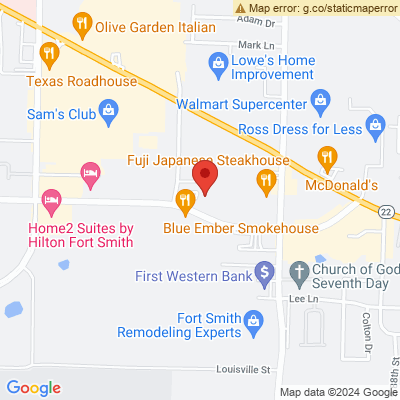 Map error: g.co/staticmaperror
Adam Dr
Olive Garden Italian
Mark Ln
Lowe's Home
Improvement
Texas Roadhouse
Walmart Supercenter
Sam's Club
Ross Dress for Less
Fuji Japanese Steakhouse
McDonald's
22
Blue Ember Smokehouse
Home2 Suites by
Hilton Fort Smith
First Western Bank
Church of God
Seventh Day
Lee Ln
Fort Smith
Remodeling Experts
Colton Dr
S 18th St
Louisville St
Google
Map data ©2024 Google